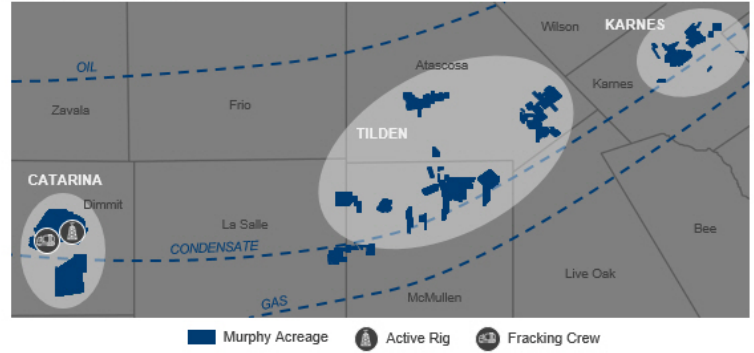 KARNES
Wilson
OIL
Atascosa
Karnes
Zavala
Frio
TILDEN
CATARINA
Dimmit
La Salle
Bee
CONDENSATE
Live Oak
GAS
McMullen
Murphy Acreage
Active Rig
Fracking Crew